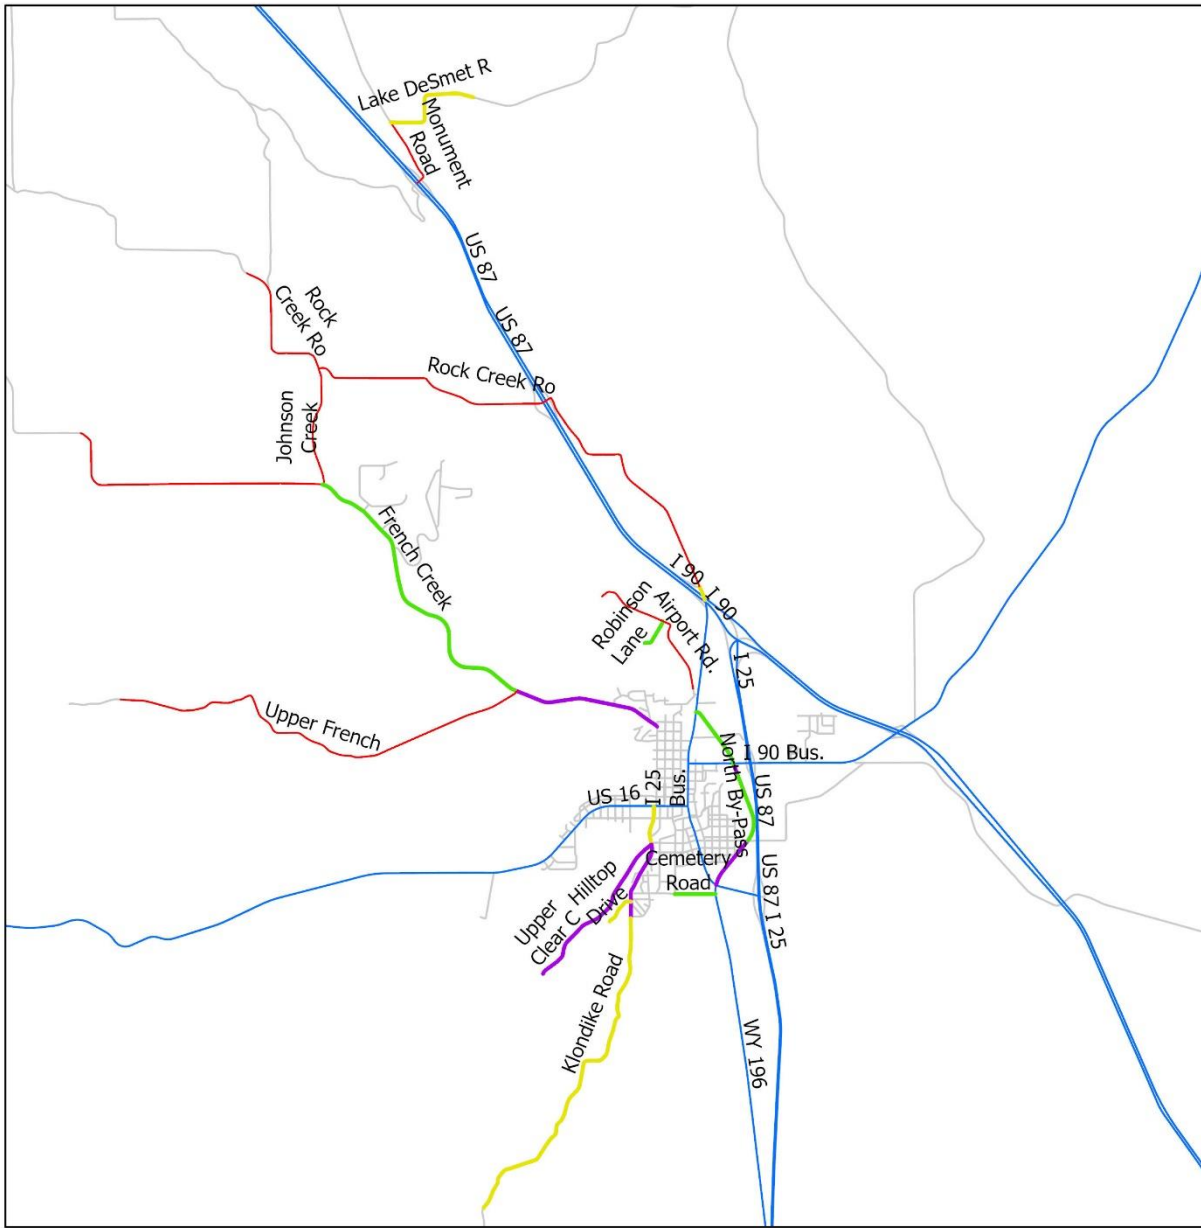 Lake DeSmet R
Monument
Road
US 87
US 87
Rock
Creek Ro
Rock Creek Ro
Johnson
Creek
French Creek
I 90
I 90
Robinson
Lane
Airport Rd.
I 25
Upper French
North By-Pass
I 90 Bus.
US 16
I 25
Bus.
US 87
Cemetery
Road
US 87
I 25
Hilltop
Drive
Upper
Clear C
Klondike Road
WY 196